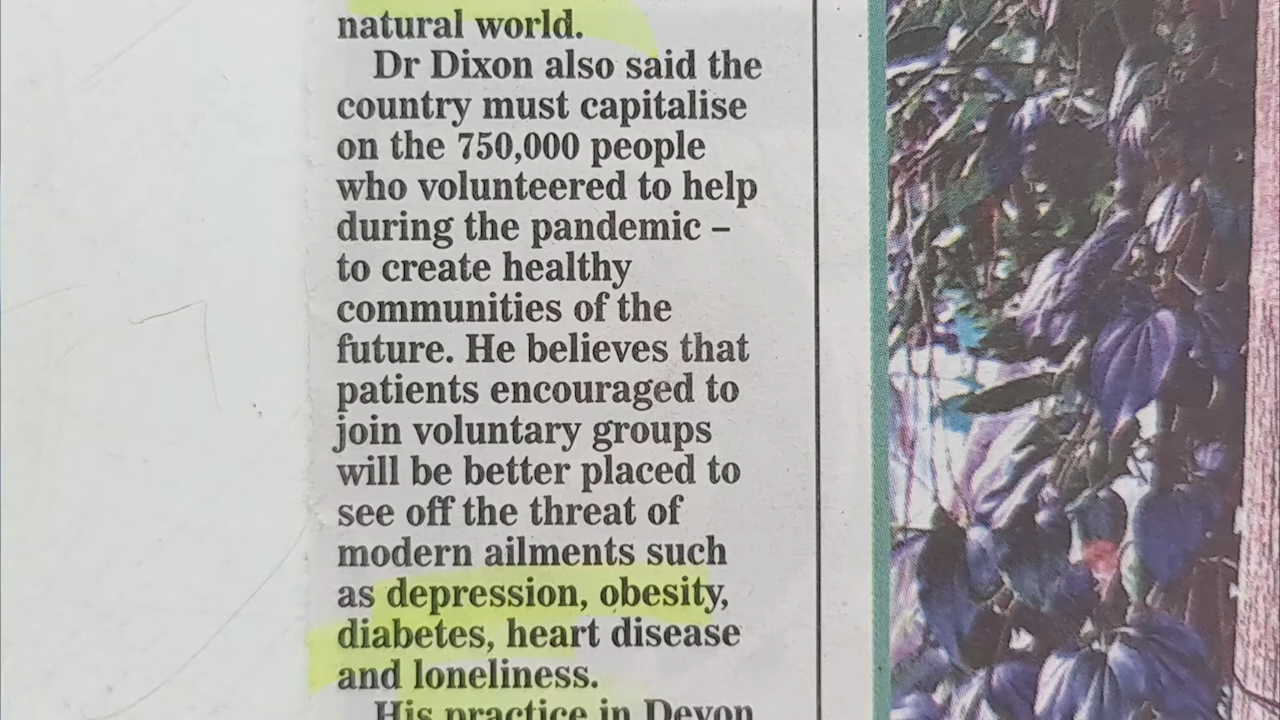 natural world.
Dr Dixon also said the
country must capitalise
on the 750,000 people
who volunteered to help
during the pandemic –
to create healthy
communities of the
future. He believes that
patients encouraged to
join voluntary groups
will be better placed to
see off the threat of
modern ailments such
as depression, obesity,
diabetes, heart disease
and loneliness.
His practice in Devon